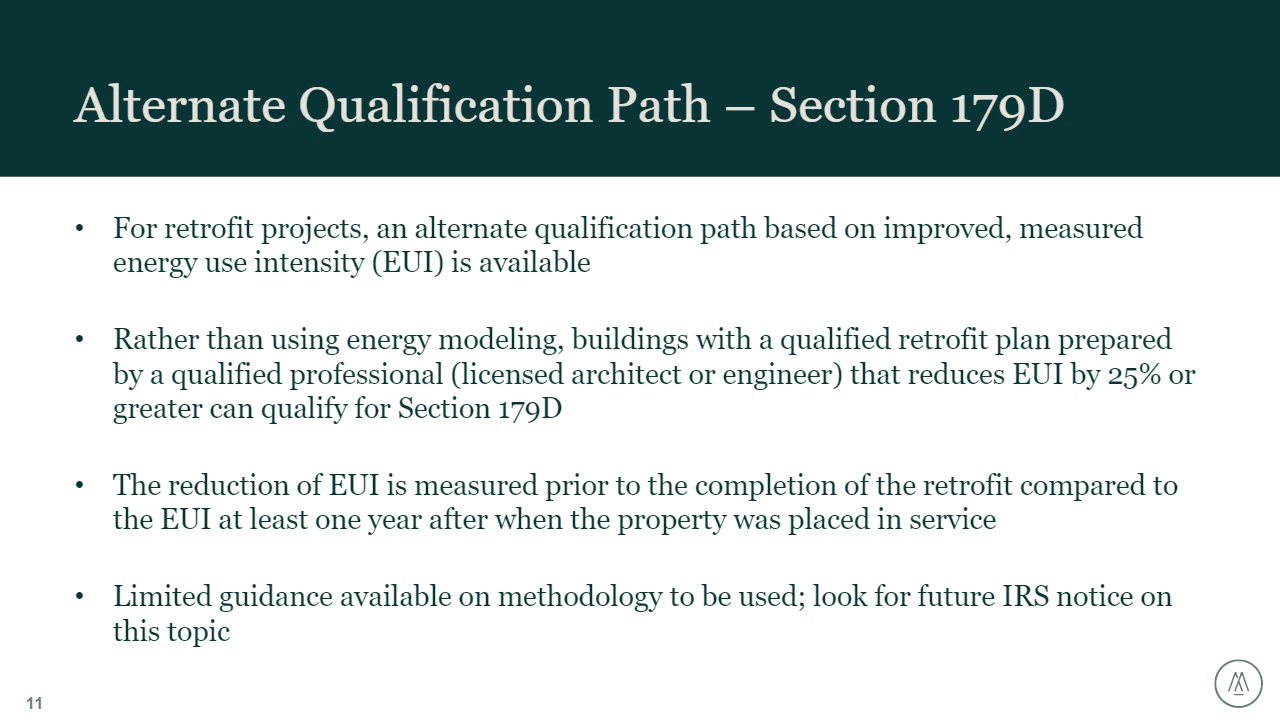 Alternate Qualification Path – Section 179D
• For retrofit projects, an alternate qualification path based on improved, measured
energy use intensity (EUI) is available
• Rather than using energy modeling, buildings with a qualified retrofit plan prepared
by a qualified professional (licensed architect or engineer) that reduces EUI by 25% or
greater can qualify for Section 179D
• The reduction of EUI is measured prior to the completion of the retrofit compared to
the EUI at least one year after when the property was placed in service
• Limited guidance available on methodology to be used; look for future IRS notice on
this topic
11